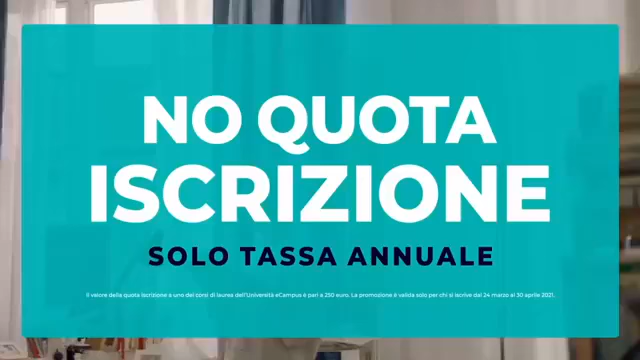 NO QUOTA
ISCRIZIONE
SOLO TASSA ANNUALE
Il valore della quota iscrizione a uno dei corsi di laurea dell'Università eCampus è pari a 250 euro. La promozione è valida solo per chi si iscrive dal 24 marzo al 30 aprile 2021.